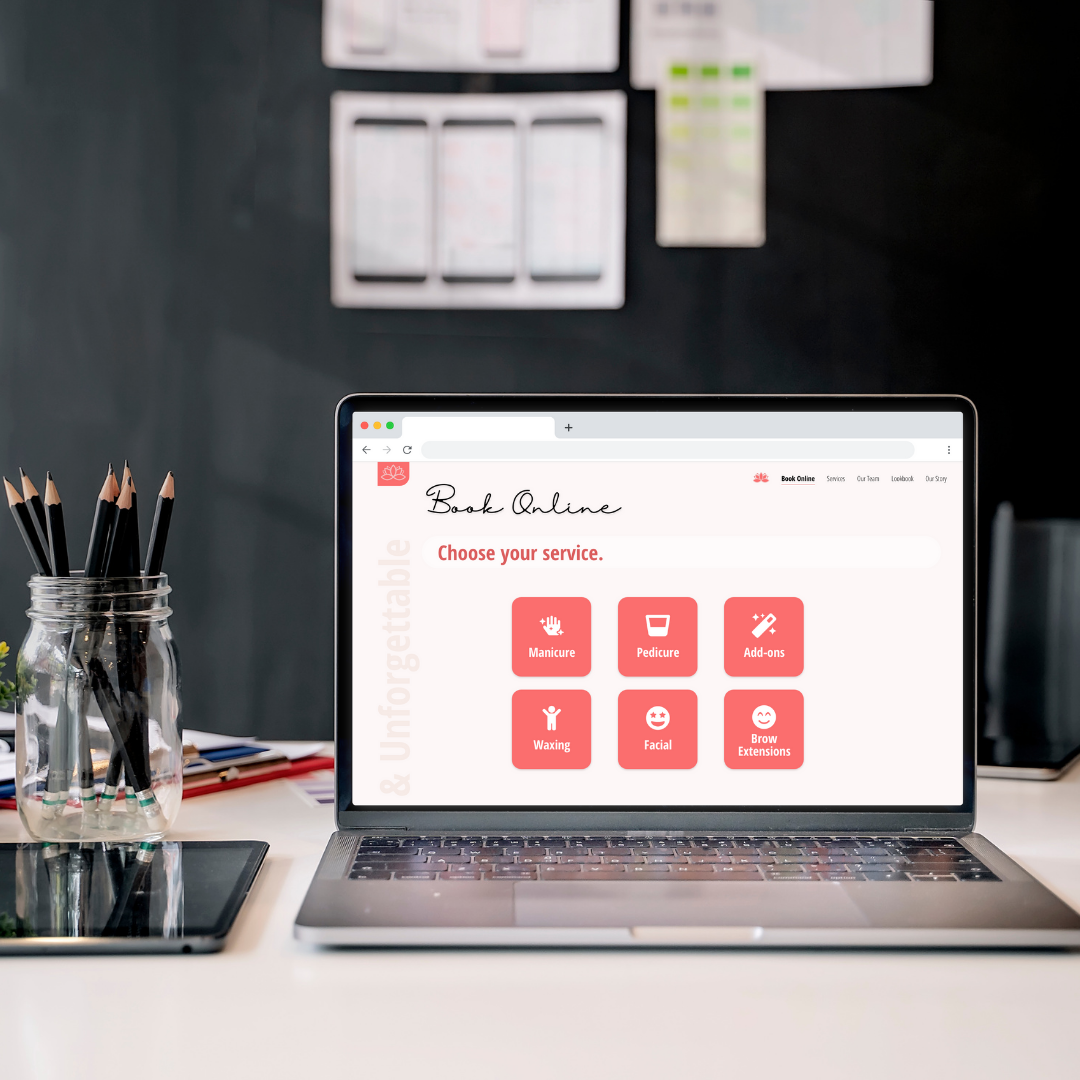 Book Online
Services
Our Team
Lookbook
Our Story
Book Online
& Unforgettable
Choose your service.
Manicure
Pedicure
Add-ons
Waxing
Facial
Brow
Extensions